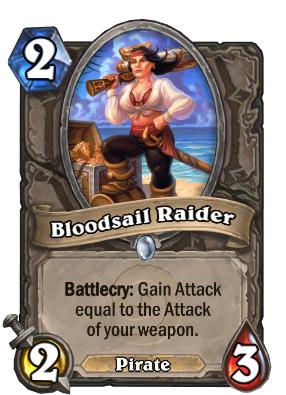 2
Bloodsail Raider
Battlecry: Gain Attack
equal to the Attack
of your weapon.
2
Pirate
3